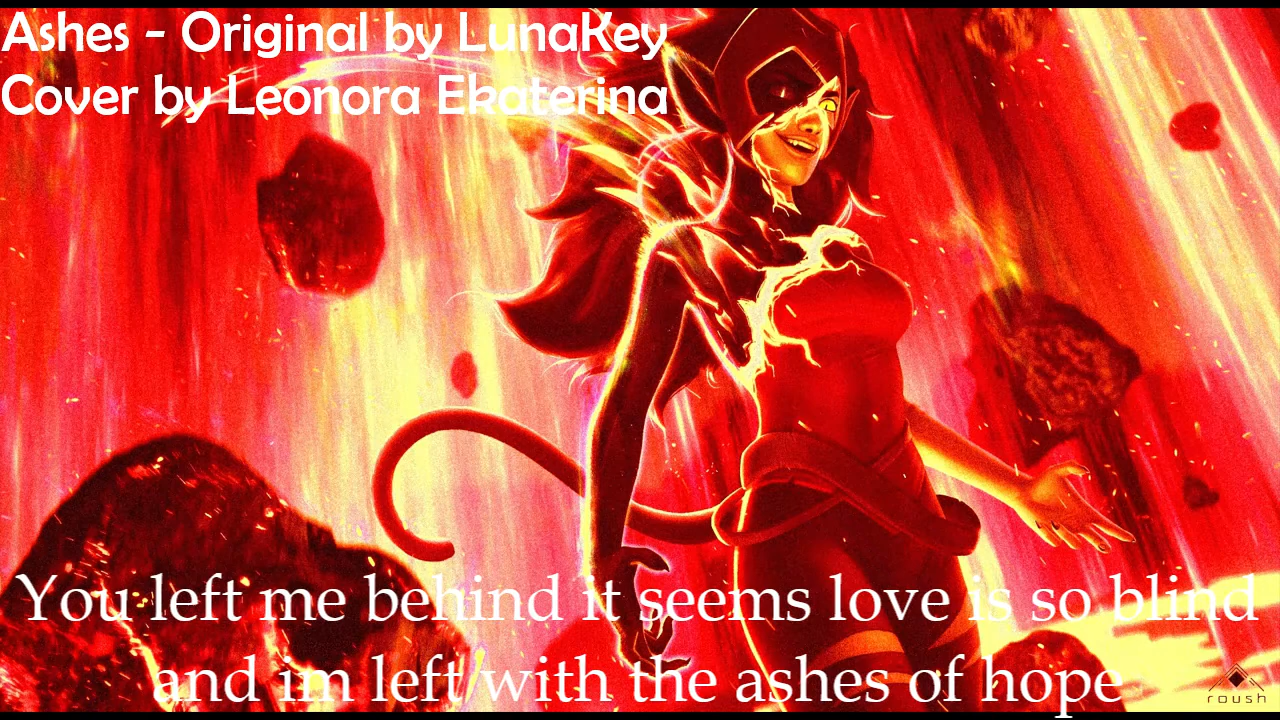 Ashes - Original by LunaKey
Cover by Leonora Ekaterina
You left me behind it seems love is so blind
and im left with the ashes of hope
roush